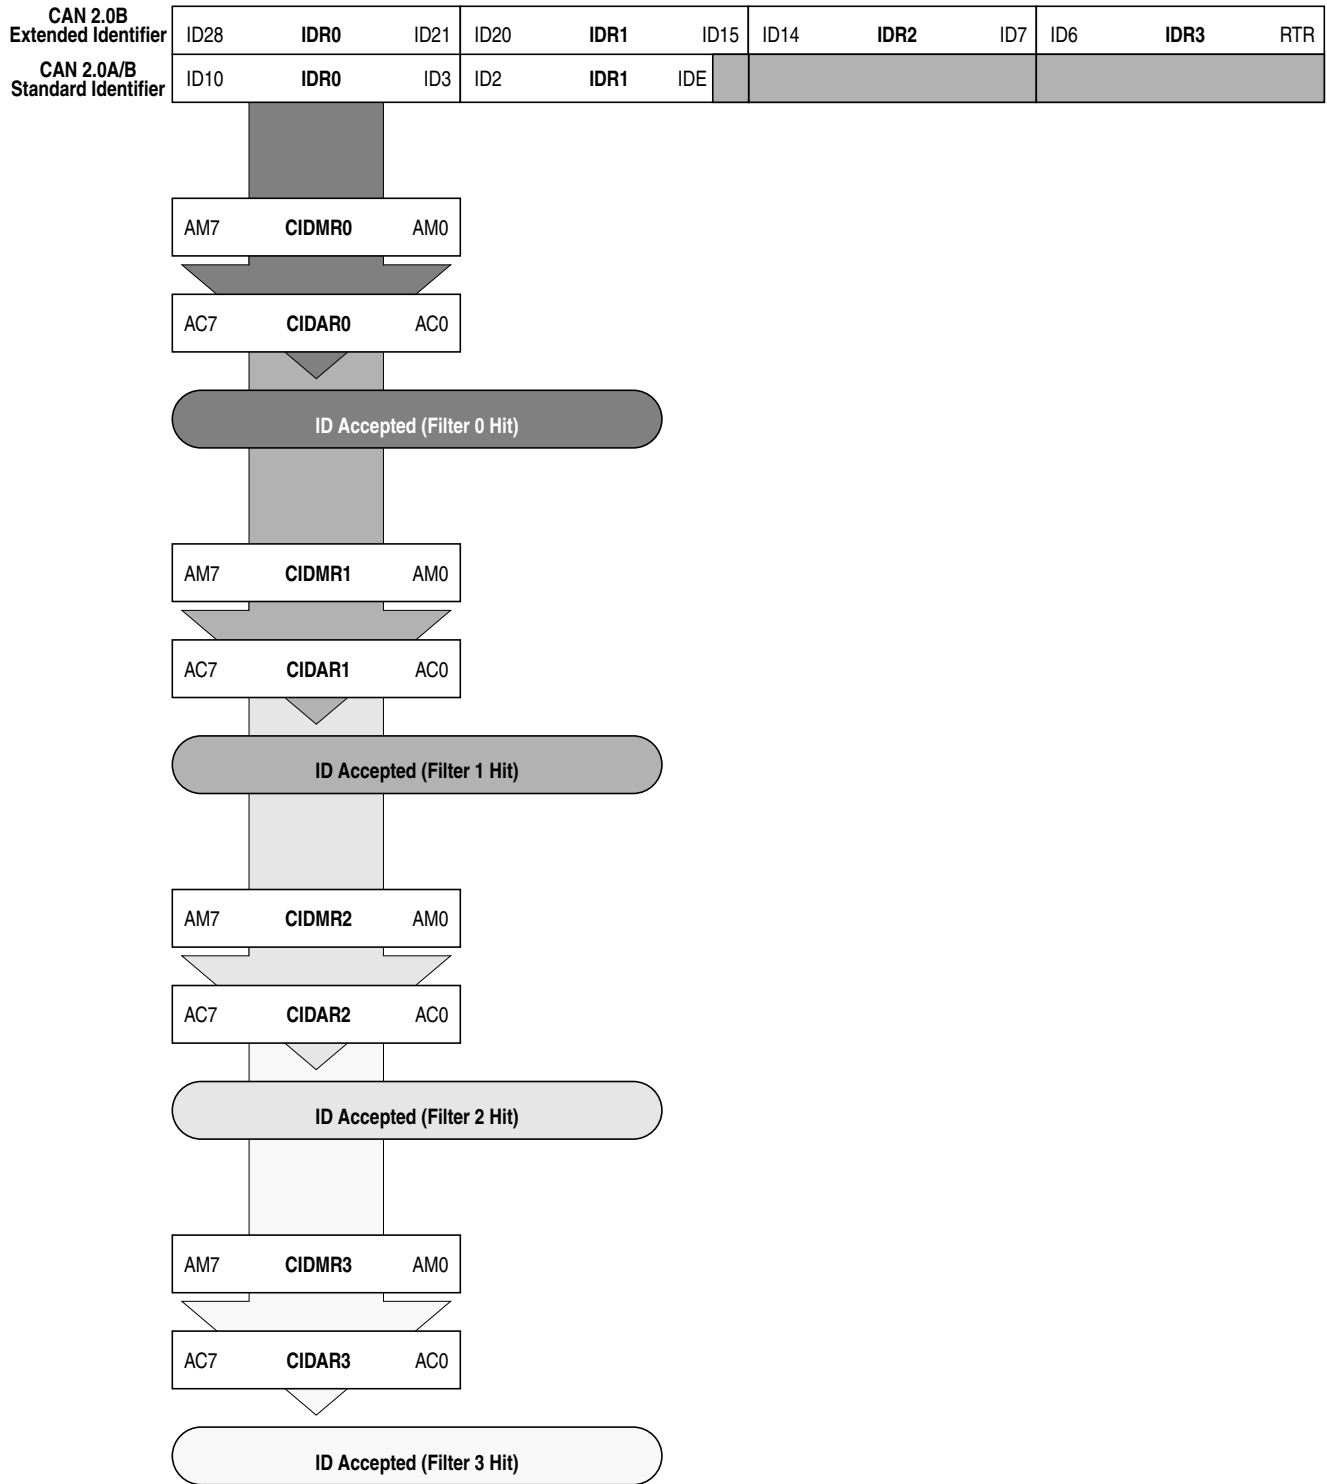 CAN 2.0B
Extended Identifier
ID28 IDR0 ID21 ID20 IDR1 ID15 ID14 IDR2 ID7 ID6 IDR3 RTR
CAN 2.0A/B
Standard Identifier
ID10 IDR0 ID3 ID2 IDR1 IDE
AM7 CIDMR0 AM0
AC7 CIDAR0 AC0
ID Accepted (Filter 0 Hit)
AM7 CIDMR1 AM0
AC7 CIDAR1 AC0
ID Accepted (Filter 1 Hit)
AM7 CIDMR2 AM0
AC7 CIDAR2 AC0
ID Accepted (Filter 2 Hit)
AM7 CIDMR3 AM0
AC7 CIDAR3 AC0
ID Accepted (Filter 3 Hit)